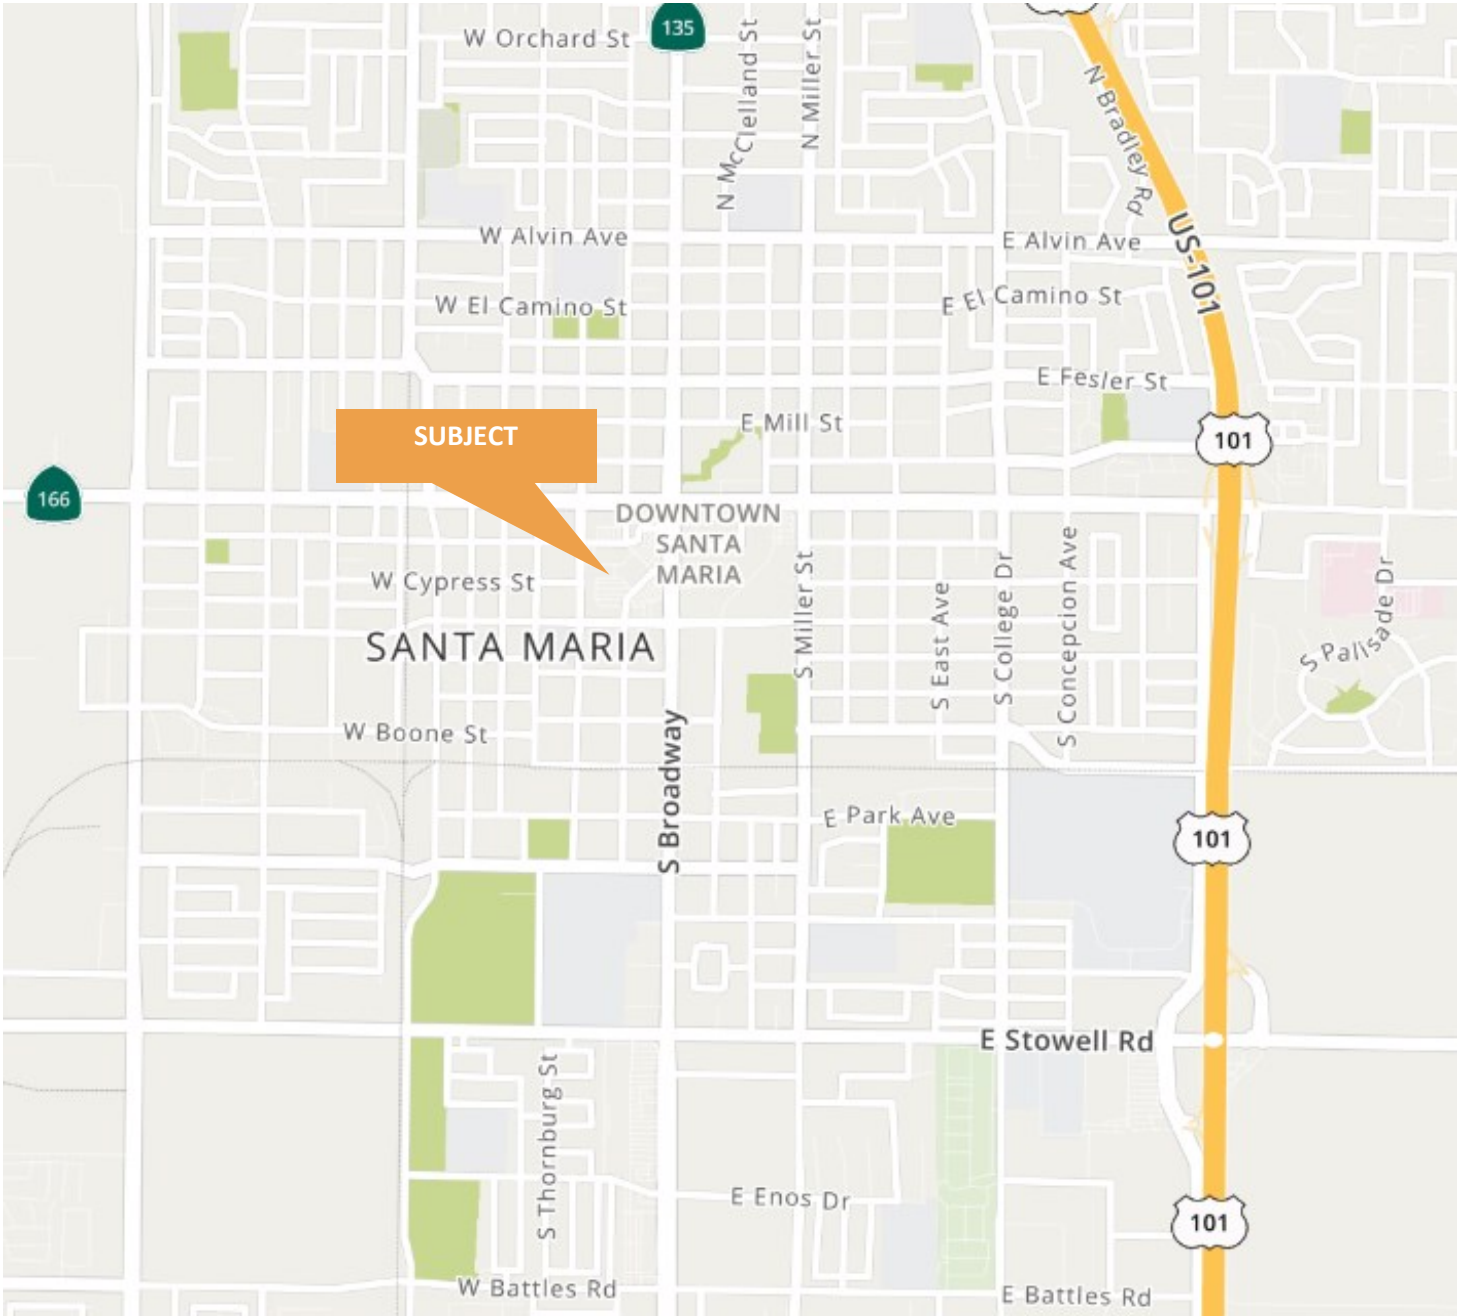 135
W Orchard St
N McClelland St
N Miller St
N Bradley Rd
W Alvin Ave
E Alvin Ave
US-101
W El Camino St
E El Camino St
E Fesler St
SUBJECT
E Mill St
101
166
DOWNTOWN
SANTA
MARIA
W Cypress St
S Miller St
S East Ave
S College Dr
S Concepcion Ave
S Palisade Dr
SANTA MARIA
W Boone St
S Broadway
E Park Ave
101
E Stowell Rd
S Thornburg St
E Enos Dr
101
W Battles Rd
E Battles Rd